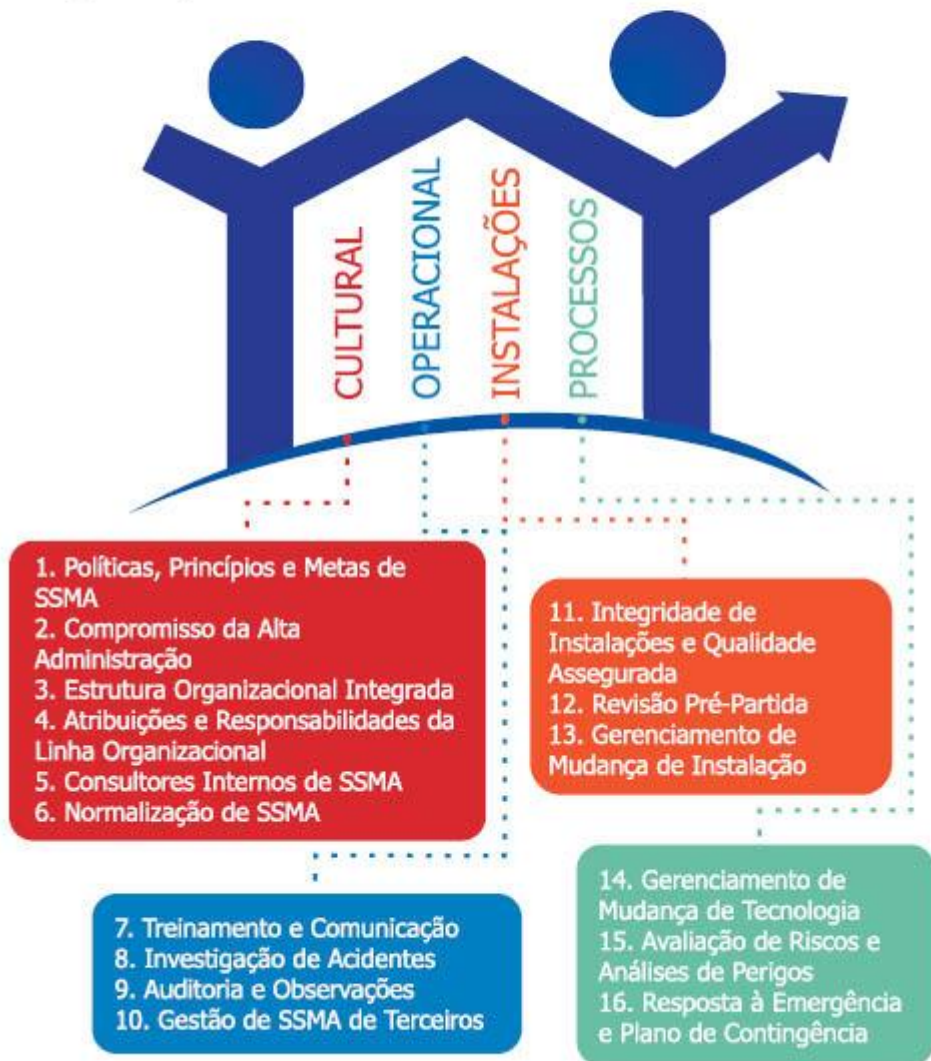 CULTURAL
OPERACIONAL
INSTALAÇÕES
PROCESSOS
1. Políticas, Princípios e Metas de
SSMA
2. Compromisso da Alta
Administração
3. Estrutura Organizacional Integrada
4. Atribuições e Responsabilidades da
Linha Organizacional
5. Consultores Internos de SSMA
6. Normalização de SSMA
7. Treinamento e Comunicação
8. Investigação de Acidentes
9. Auditoria e Observações
10. Gestão de SSMA de Terceiros
11. Integridade de
Instalações e Qualidade
Assegurada
12. Revisão Pré-Partida
13. Gerenciamento de
Mudança de Instalação
14. Gerenciamento de
Mudança de Tecnologia
15. Avaliação de Riscos e
Análises de Perigos
16. Resposta à Emergência
e Plano de Contingência